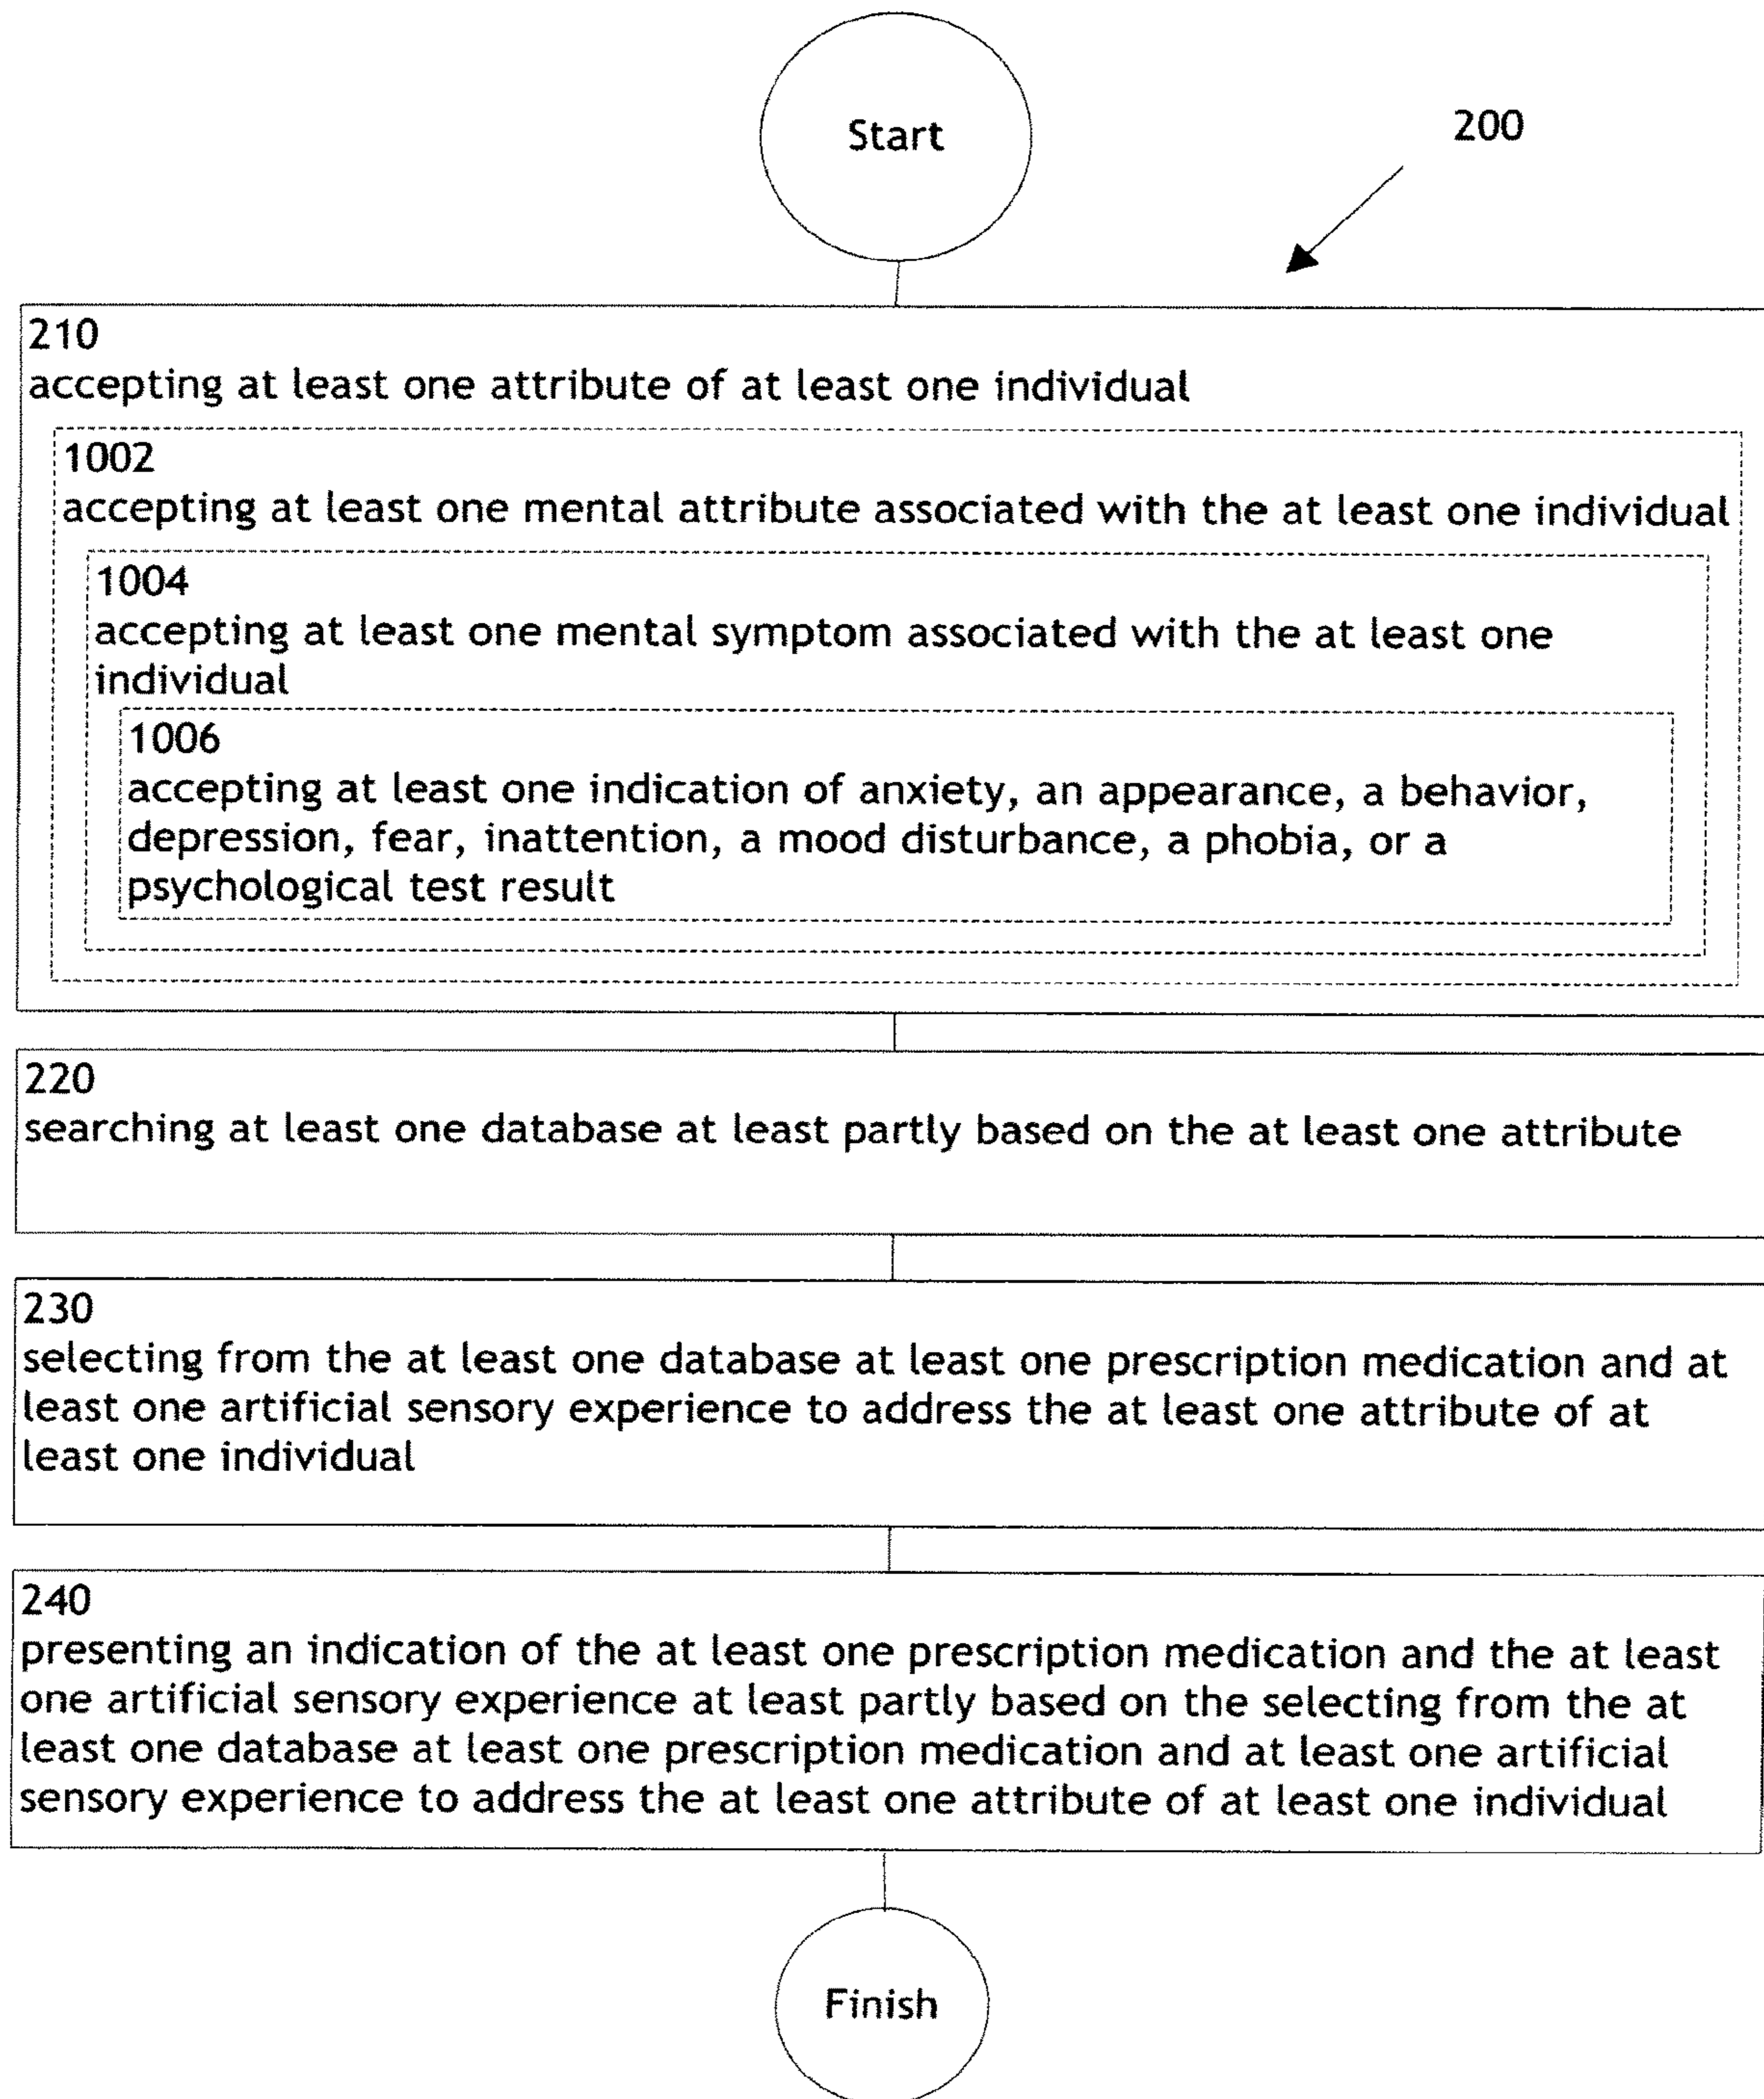 Start
200
210
accepting at least one attribute of at least one individual
1002
accepting at least one mental attribute associated with the at least one individual
1004
accepting at least one mental symptom associated with the at least one
individual
1006
accepting at least one indication of anxiety, an appearance, a behavior,
depression, fear, inattention, a mood disturbance, a phobia, or a
psychological test result
220
searching at least one database at least partly based on the at least one attribute
230
selecting from the at least one database at least one prescription medication and at
least one artificial sensory experience to address the at least one attribute of at
least one individual
240
presenting an indication of the at least one prescription medication and the at least
one artificial sensory experience at least partly based on the selecting from the at
least one database at least one prescription medication and at least one artificial
sensory experience to address the at least one attribute of at least one individual
Finish